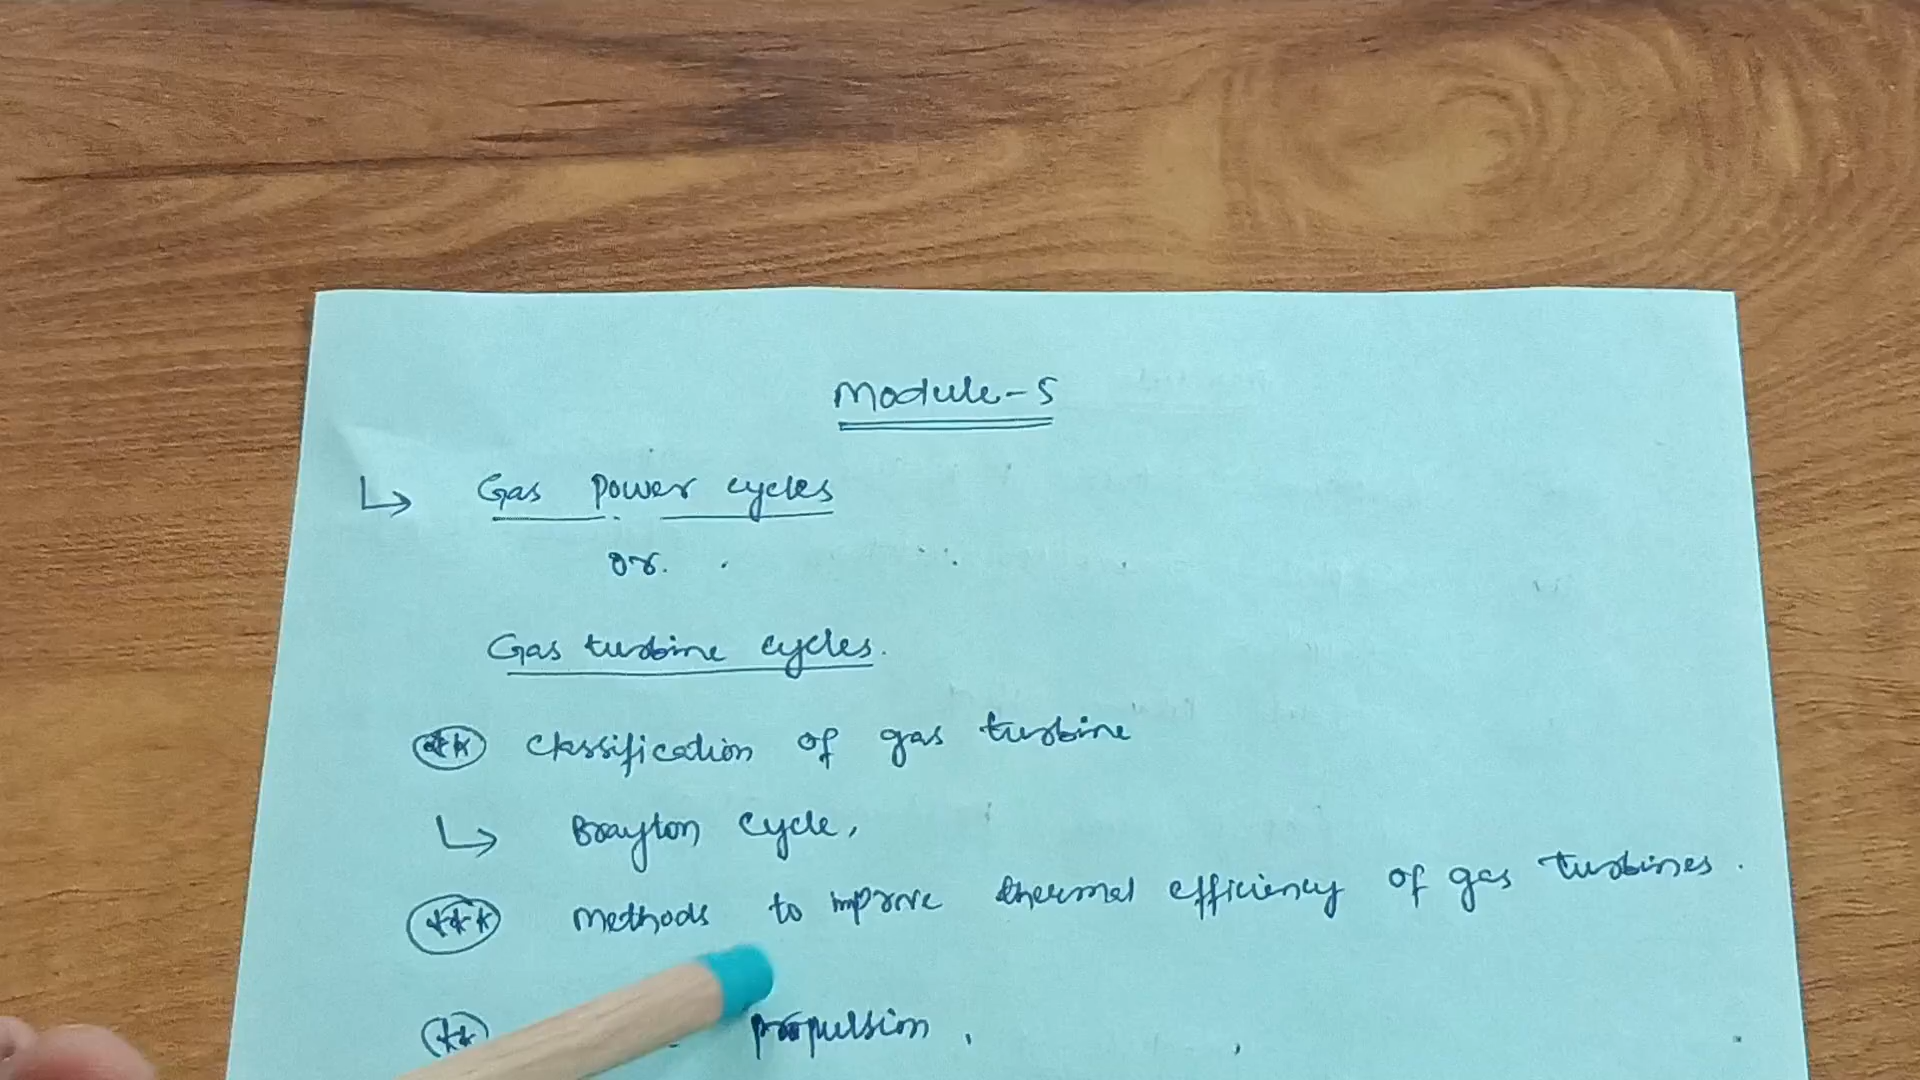 Module-5
↳ Gas power cycles
or.
Gas turbine cycles.
** classification of gas turbine
↳ Brayton cycle,
*** methods to improve thermal efficiency of gas turbines.
** propulsion,